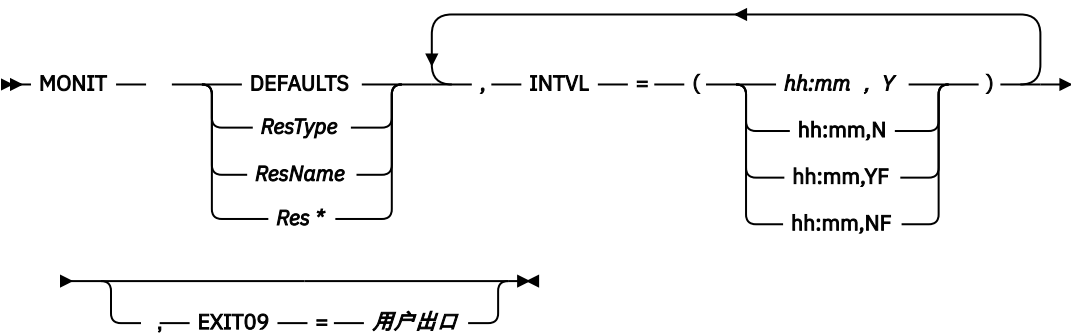 MONIT DEFAULTS , INTVL = ( hh:mm , Y )
ResType hh:mm,N
ResName hh:mm,YF
Res * hh:mm,NF
, EXIT09 = 用户出口